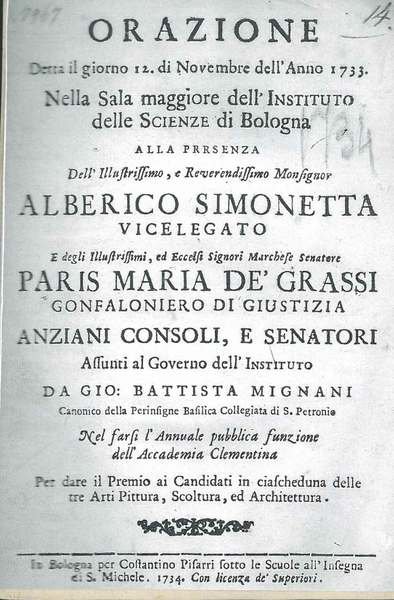 1967
14.
ORAZIONE
Detta il giorno 12. di Novembre dell'Anno 1733.
Nella Sala maggiore dell'INSTITUTO
delle SCIENZE di Bologna
1734
ALLA PRRSENZA
Dell'Illustrissimo, e Reverendissimo Monsignor
ALBERICO SIMONETTA
VICELEGATO
E degli Illustrissimi, ed Eccelsi Signori Marchese Senatore
PARIS MARIA DE' GRASSI
GONFALONIERO DI GIUSTIZIA
ANZIANI CONSOLI, E SENATORI
Assunti al Governo dell'INSTITUTO
DA GIO: BATTISTA MIGNANI
Canonico della Perinsigne Basilica Collegiata di S. Petronio
Nel farsi l'Annuale pubblica funzione
dell'Accademia Clementina
Per dare il Premio ai Candidati in ciascheduna delle
tre Arti Pittura, Scoltura, ed Architettura.
In Bologna per Costantino Pisarri sotto le Scuole all'Insegna
di S. Michele. 1734. Con licenza de' Superiori.